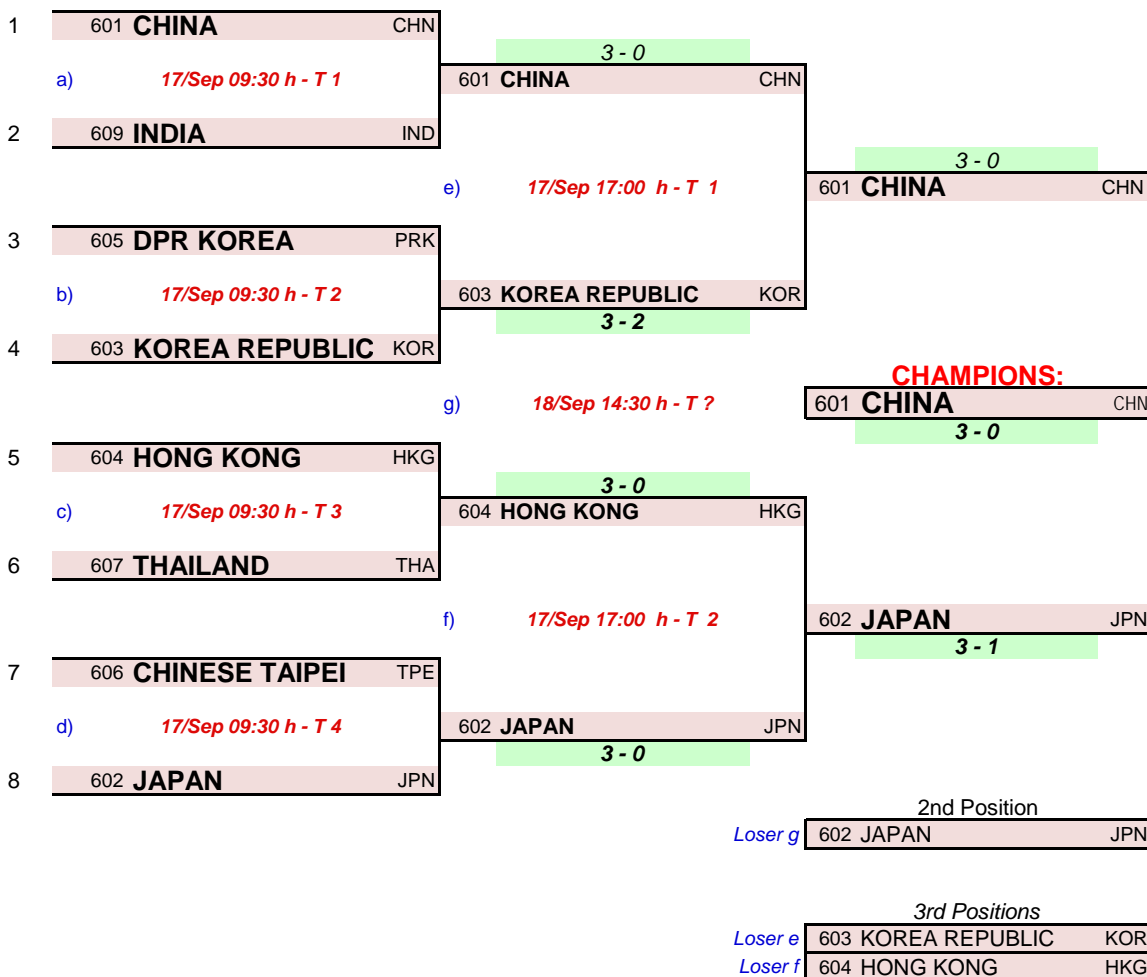 1 601 CHINA CHN
3 - 0
a) 17/Sep 09:30 h - T 1 601 CHINA CHN
2 609 INDIA IND
3 - 0
e) 17/Sep 17:00 h - T 1 601 CHINA CHN
3 605 DPR KOREA PRK
b) 17/Sep 09:30 h - T 2 603 KOREA REPUBLIC KOR
3 - 2
4 603 KOREA REPUBLIC KOR
CHAMPIONS:
g) 18/Sep 14:30 h - T ? 601 CHINA CHN
3 - 0
5 604 HONG KONG HKG
3 - 0
c) 17/Sep 09:30 h - T 3 604 HONG KONG HKG
6 607 THAILAND THA
f) 17/Sep 17:00 h - T 2 602 JAPAN JPN
3 - 1
7 606 CHINESE TAIPEI TPE
d) 17/Sep 09:30 h - T 4 602 JAPAN JPN
3 - 0
8 602 JAPAN JPN
2nd Position
Loser g 602 JAPAN JPN
3rd Positions
Loser e 603 KOREA REPUBLIC KOR
Loser f 604 HONG KONG HKG